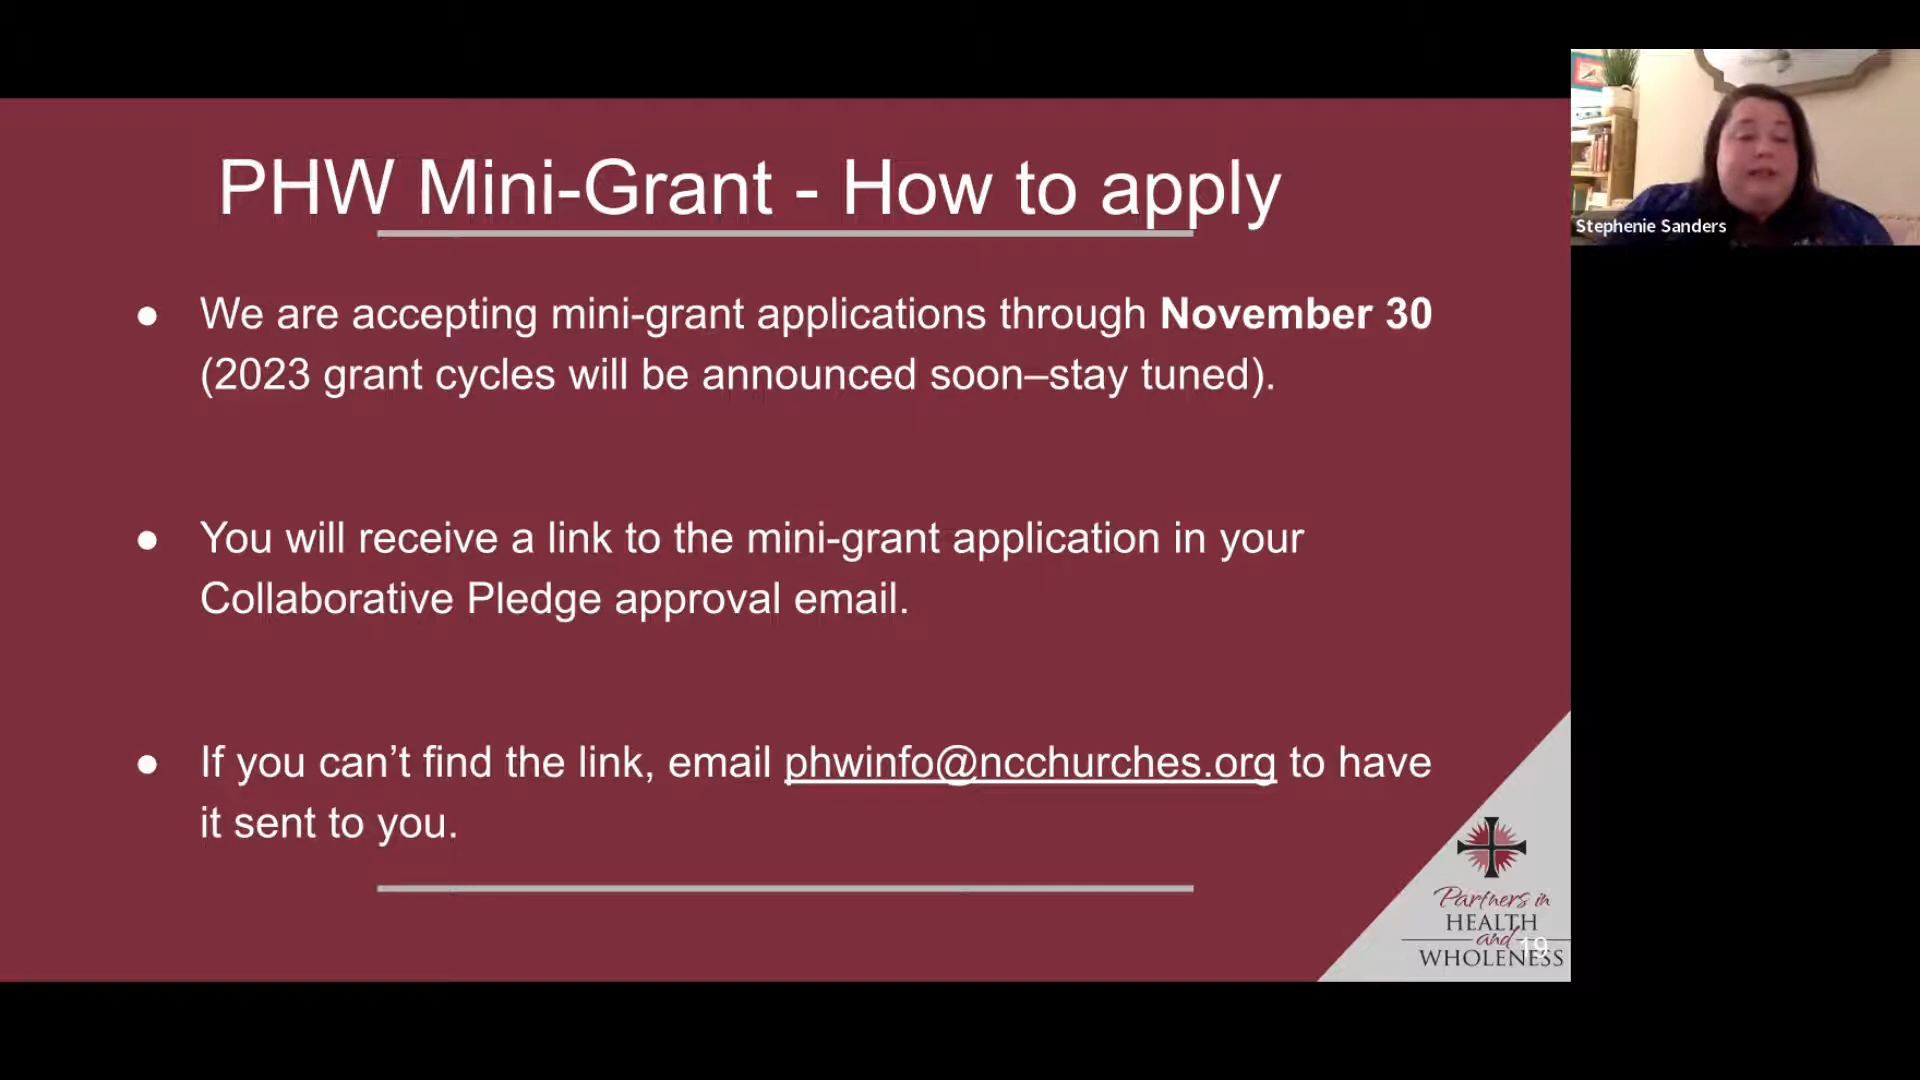 PHW Mini-Grant - How to apply
● We are accepting mini-grant applications through November 30
(2023 grant cycles will be announced soon–stay tuned).
● You will receive a link to the mini-grant application in your
Collaborative Pledge approval email.
● If you can’t find the link, email phwinfo@ncchurches.org to have
it sent to you.
Partners in
HEALTH
and
WHOLENESS
19
Stephenie Sanders